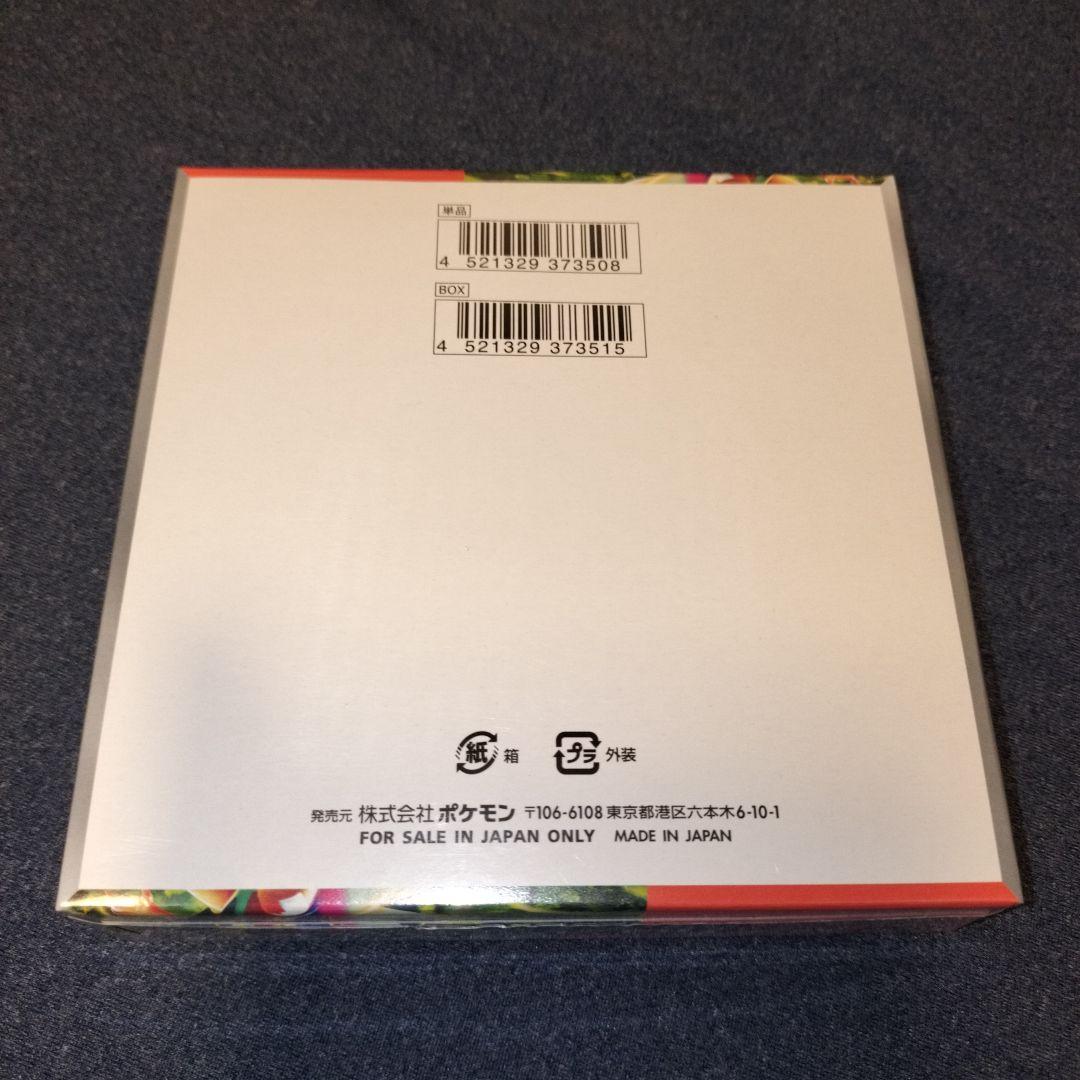 単品
4 521329 373508
BOX
4 521329 373515
紙 箱 プラ 外装
発売元 株式会社 ポケモン 〒106-6108 東京都港区六本木6-10-1
FOR SALE IN JAPAN ONLY MADE IN JAPAN